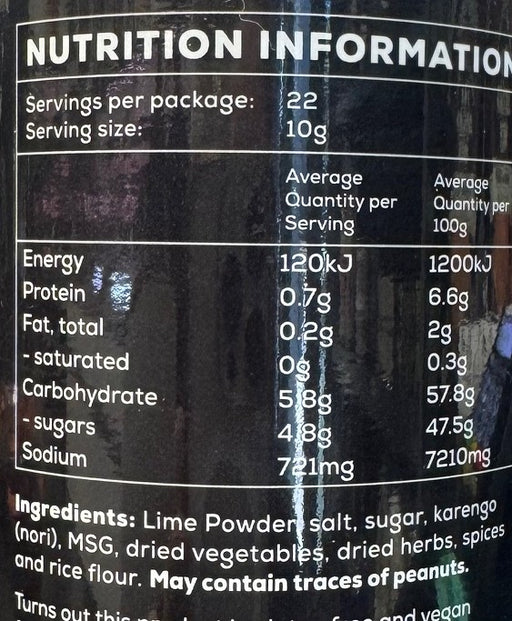 NUTRITION INFORMATION
Servings per package: 22
Serving size: 10g
Average Quantity per Serving Average Quantity per 100g
Energy 120kJ 1200kJ
Protein 0.7g 6.6g
Fat, total 0.2g 2g
- saturated 0g 0.3g
Carbohydrate 5.8g 57.8g
- sugars 4.8g 47.5g
Sodium 721mg 7210mg
Ingredients: Lime Powder, salt, sugar, karengo
(nori), MSG, dried vegetables, dried herbs, spices
and rice flour. May contain traces of peanuts.
Turns out this and vegan